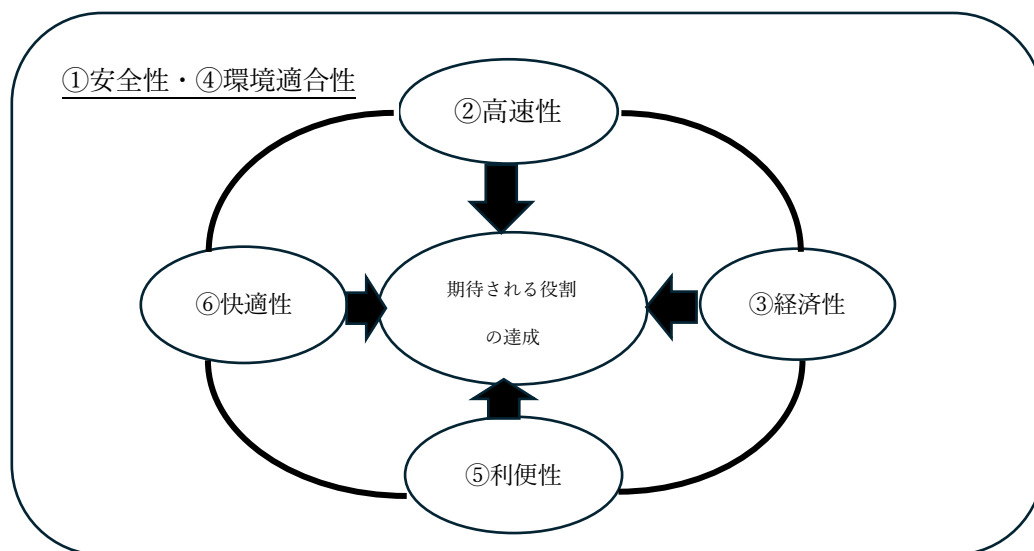 ①安全性・④環境適合性
②高速性
⑥快適性
期待される役割
の達成
③経済性
⑤利便性